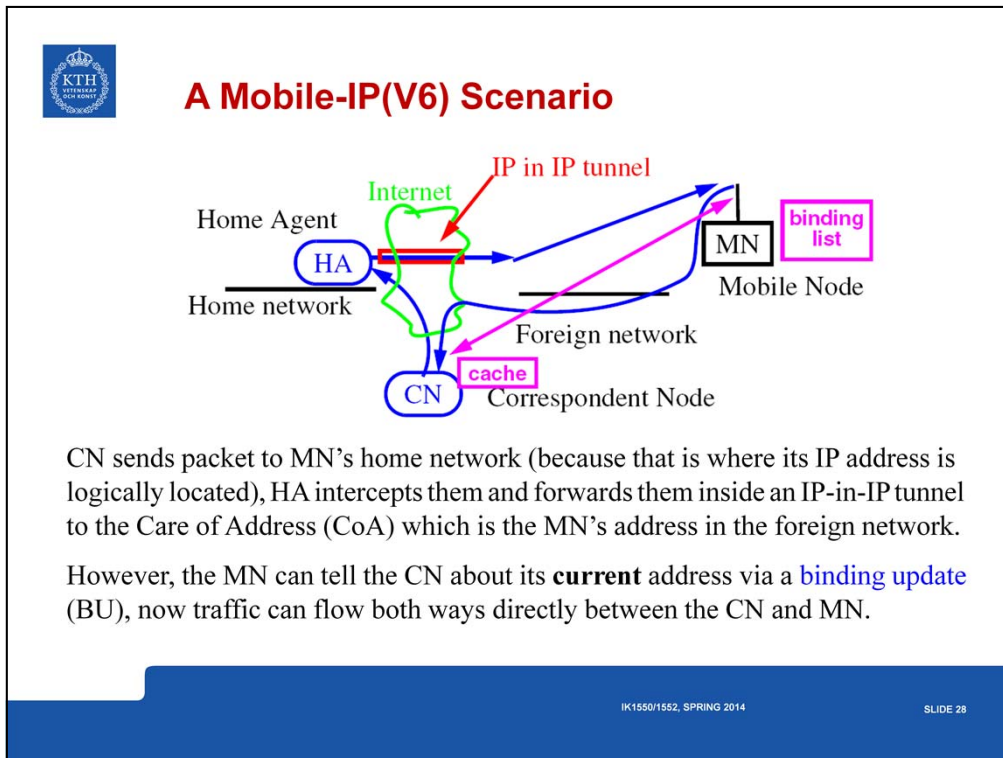 KTH
VETENSKAP
OCH KONST
A Mobile-IP(V6) Scenario
IP in IP tunnel
Internet
Home Agent
HA
Home network
binding
list
MN
Mobile Node
Foreign network
cache
CN
Correspondent Node
CN sends packet to MN’s home network (because that is where its IP address is
logically located), HA intercepts them and forwards them inside an IP-in-IP tunnel
to the Care of Address (CoA) which is the MN’s address in the foreign network.
However, the MN can tell the CN about its current address via a binding update
(BU), now traffic can flow both ways directly between the CN and MN.
IK1550/1552, SPRING 2014
SLIDE 28